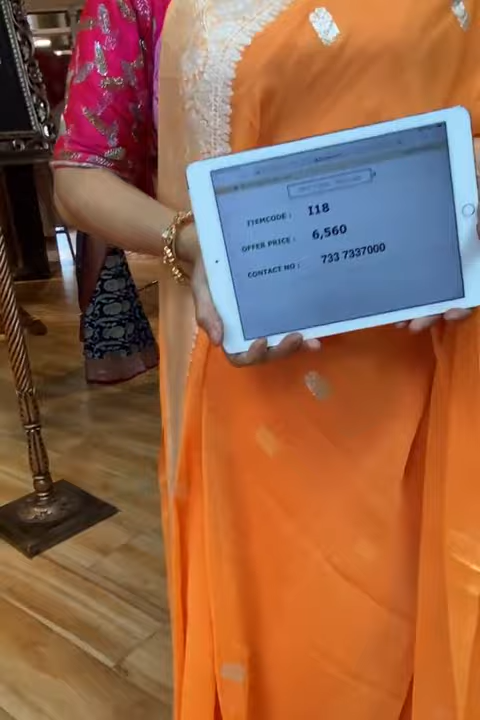 ITEMCODE : I18
OFFER PRICE : 6,560
CONTACT NO : 733 7337000